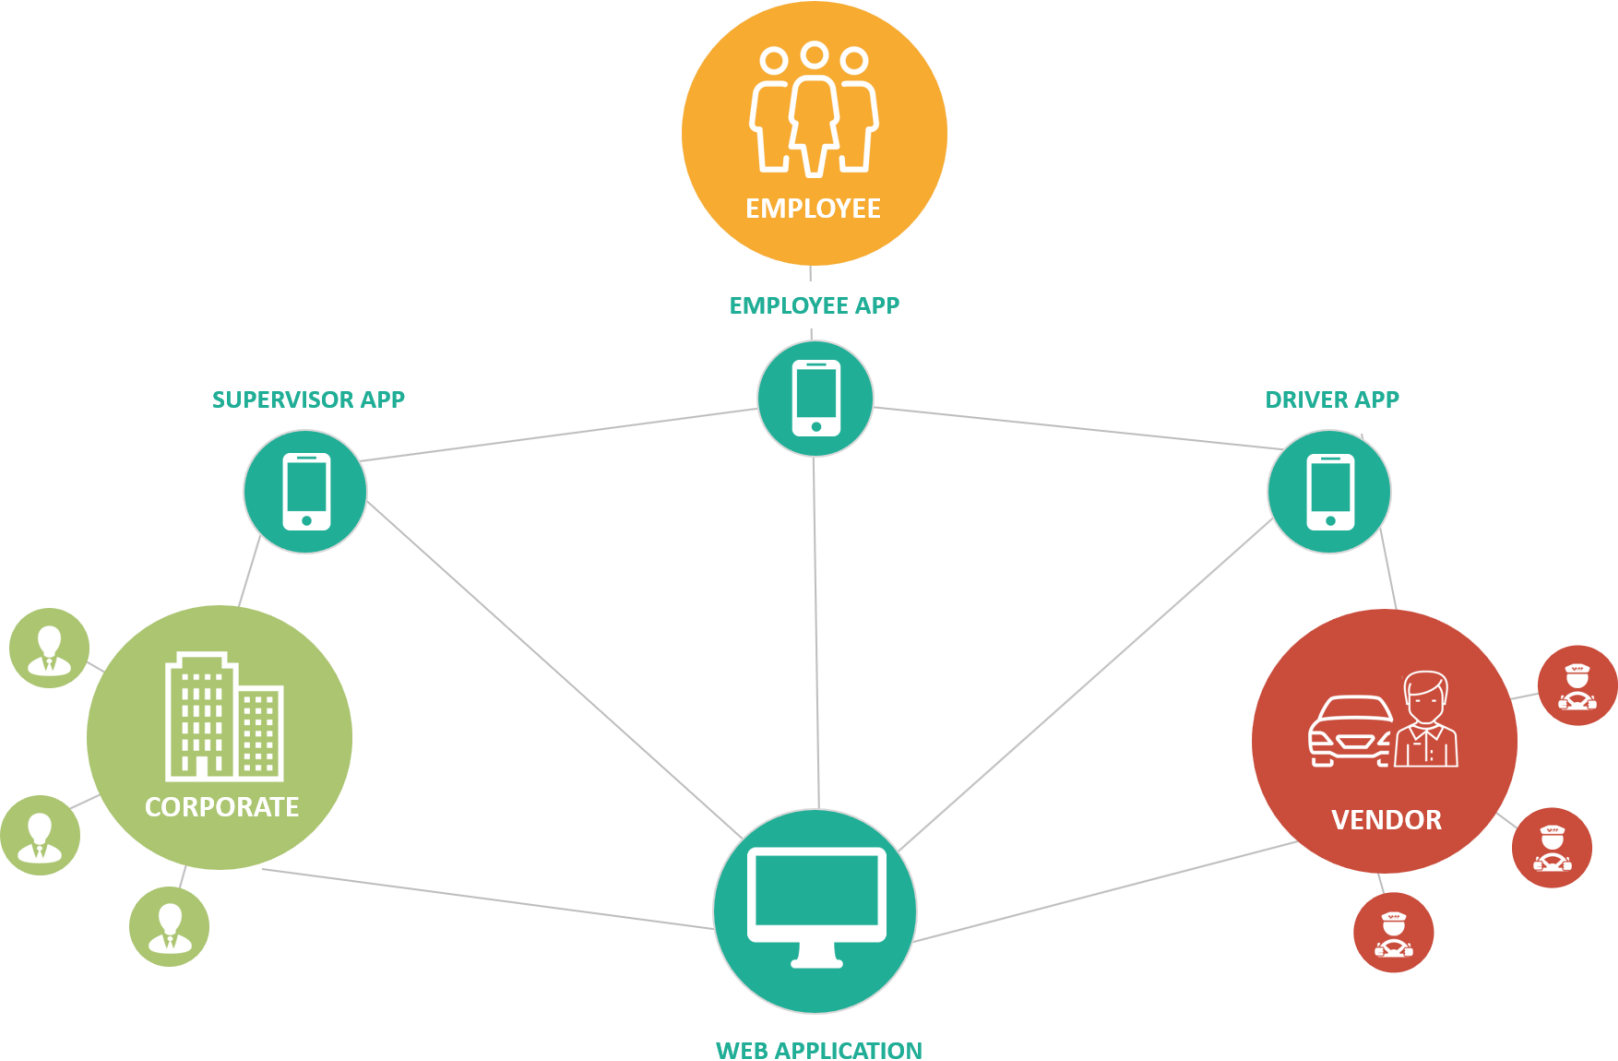 EMPLOYEE
EMPLOYEE APP
SUPERVISOR APP
DRIVER APP
CORPORATE
VENDOR
WEB APPLICATION